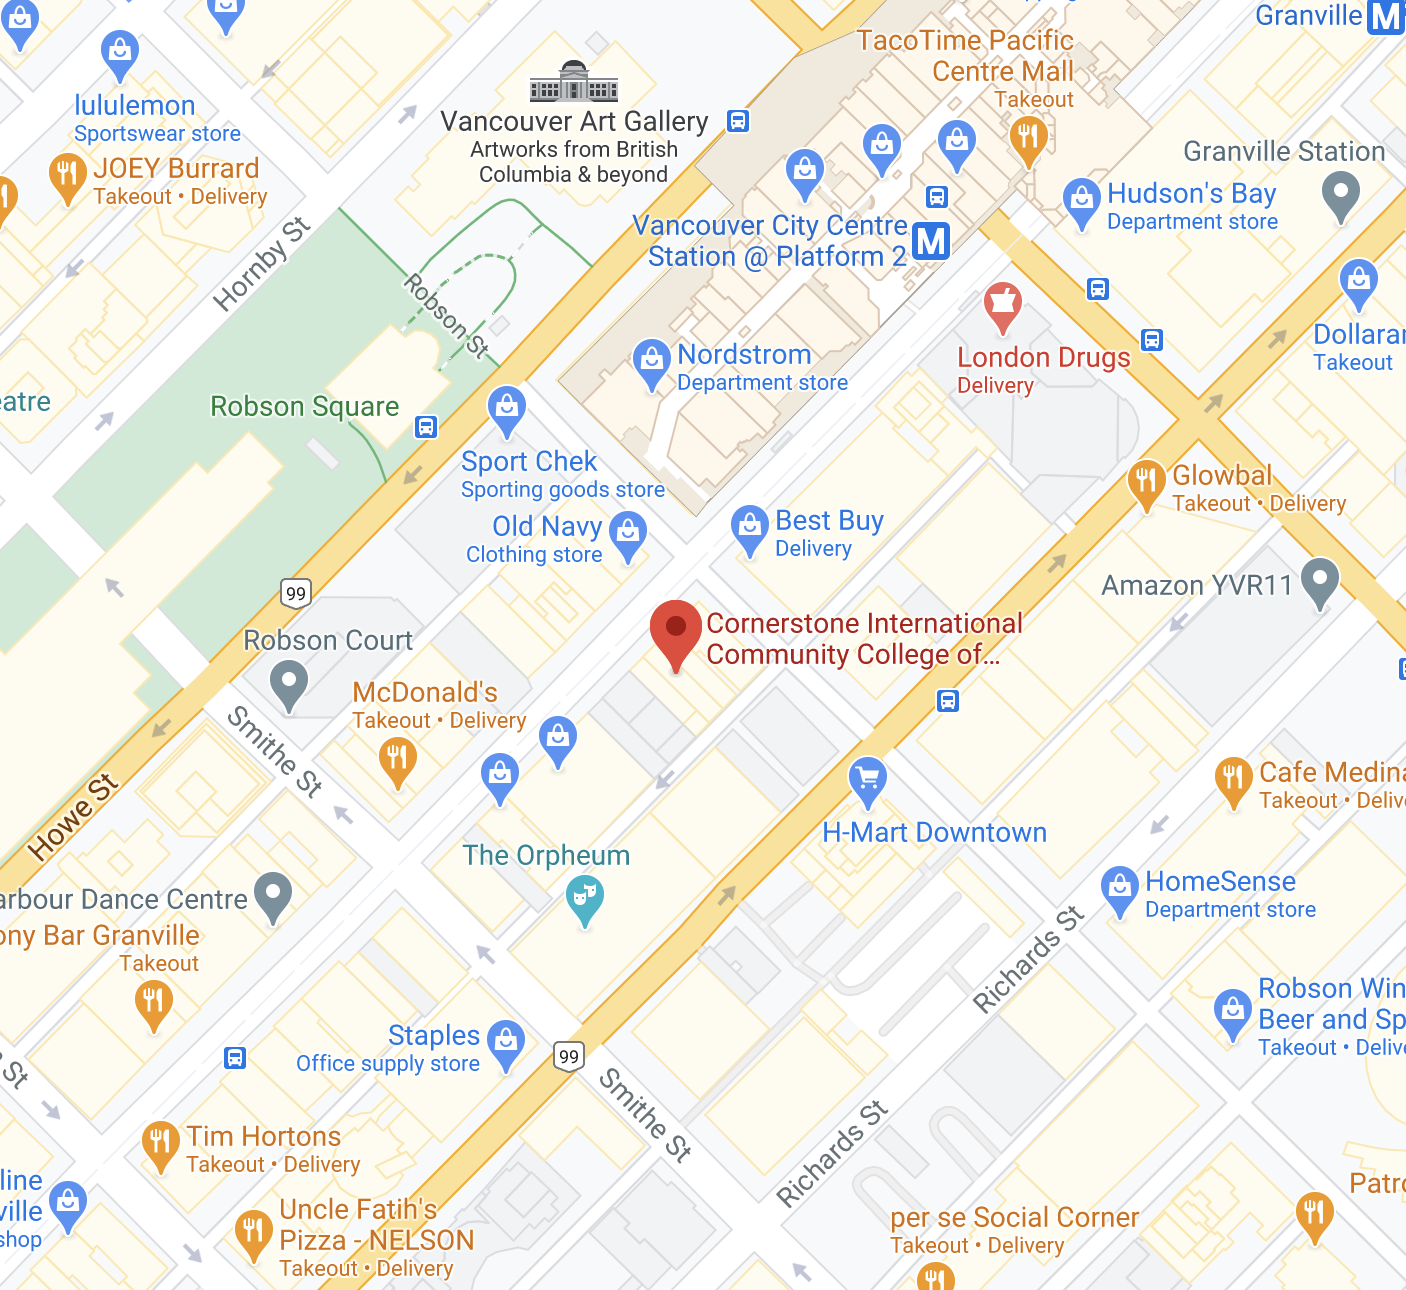 Granville M
TacoTime Pacific
Centre Mall
Takeout
lululemon
Sportswear store
Vancouver Art Gallery
Artworks from British
Columbia & beyond
JOEY Burrard
Takeout • Delivery
Granville Station
Hudson's Bay
Department store
Vancouver City Centre
Station @ Platform 2
M
Hornby St
Robson St
Nordstrom
Department store
London Drugs
Delivery
Dollarar
Takeout
eatre
Robson Square
Sport Chek
Sporting goods store
Glowbal
Takeout • Delivery
Old Navy
Clothing store
Best Buy
Delivery
Amazon YVR11
99
Robson Court
Cornerstone International
Community College of...
McDonald's
Takeout • Delivery
Smithe St
Howe St
Cafe Medina
Takeout • Delive
H-Mart Downtown
The Orpheum
arbour Dance Centre
HomeSense
Department store
ony Bar Granville
Takeout
Richards St
Robson Win
Beer and Sp
Takeout • Delive
Staples
Office supply store
99
St
Smithe St
Richards St
Tim Hortons
Takeout • Delivery
line
ville
shop
Patro
Uncle Fatih's
Pizza - NELSON
Takeout • Delivery
per se Social Corner
Takeout • Delivery